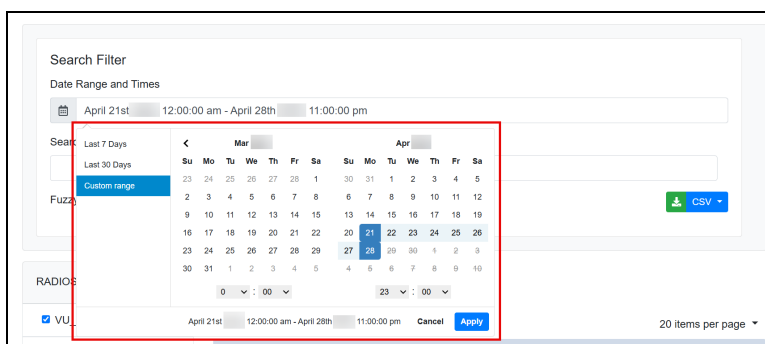 Search Filter
Date Range and Times
April 21st 12:00:00 am - April 28th 11:00:00 pm
Last 7 Days
Last 30 Days
Custom range
Mar
Su Mo Tu We Th Fr Sa
23 24 25 26 27 28 1
2 3 4 5 6 7 8
9 10 11 12 13 14 15
16 17 18 19 20 21 22
23 24 25 26 27 28 29
30 31 1 2 3 4 5
0 : 00
Apr
Su Mo Tu We Th Fr Sa
30 31 1 2 3 4 5
6 7 8 9 10 11 12
13 14 15 16 17 18 19
20 21 22 23 24 25 26
27 28 29 30 1 2 3
4 5 6 7 8 9 10
23 : 00
April 21st 12:00:00 am - April 28th 11:00:00 pm Cancel Apply
CSV
VU_
20 items per page